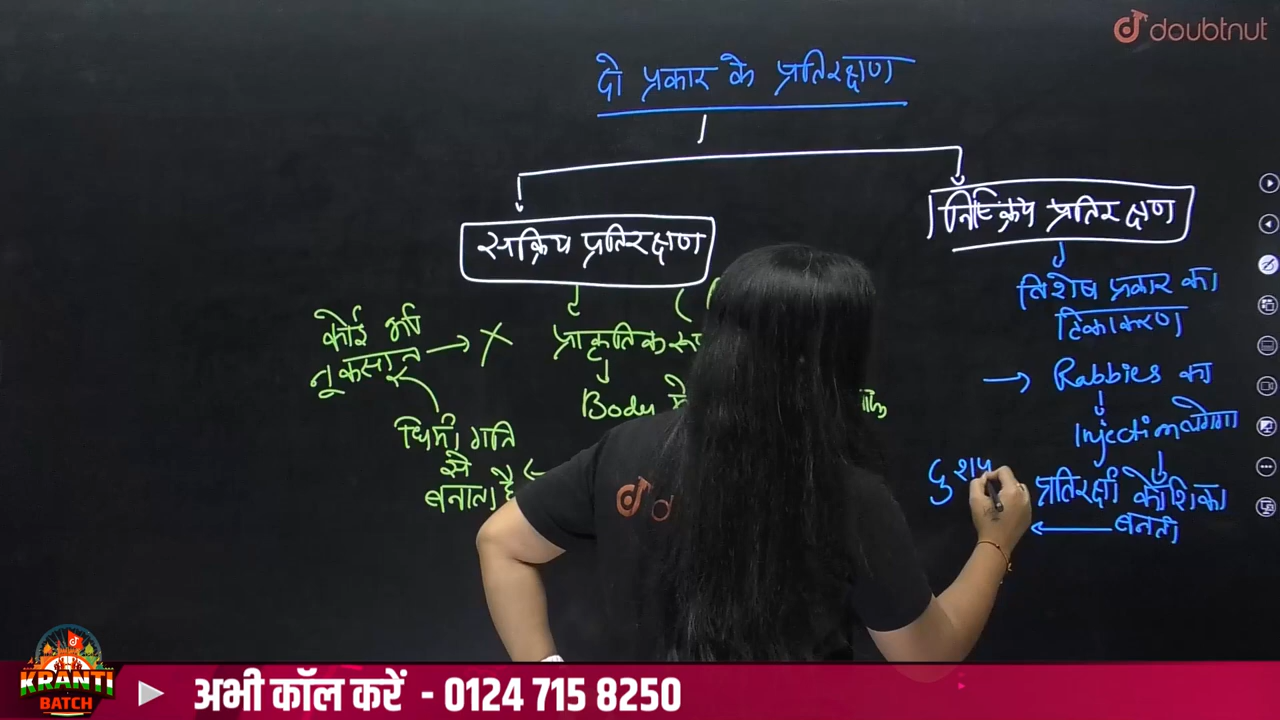 doubtnut
दो प्रकार के प्रतिरक्षण
सक्रिय प्रतिरक्षण
निष्क्रिय प्रतिरक्षण
कोई भी
नूकसान
प्राकृतिक
Body
धिमी गति
से
बनाता है
विशेष प्रकार का
टिकाकरण
Rabbies का
Injection लगेगा
प्रतिरक्षी कोशिका
बनती
KRANTI
BATCH
अभी कॉल करें - 0124 715 8250